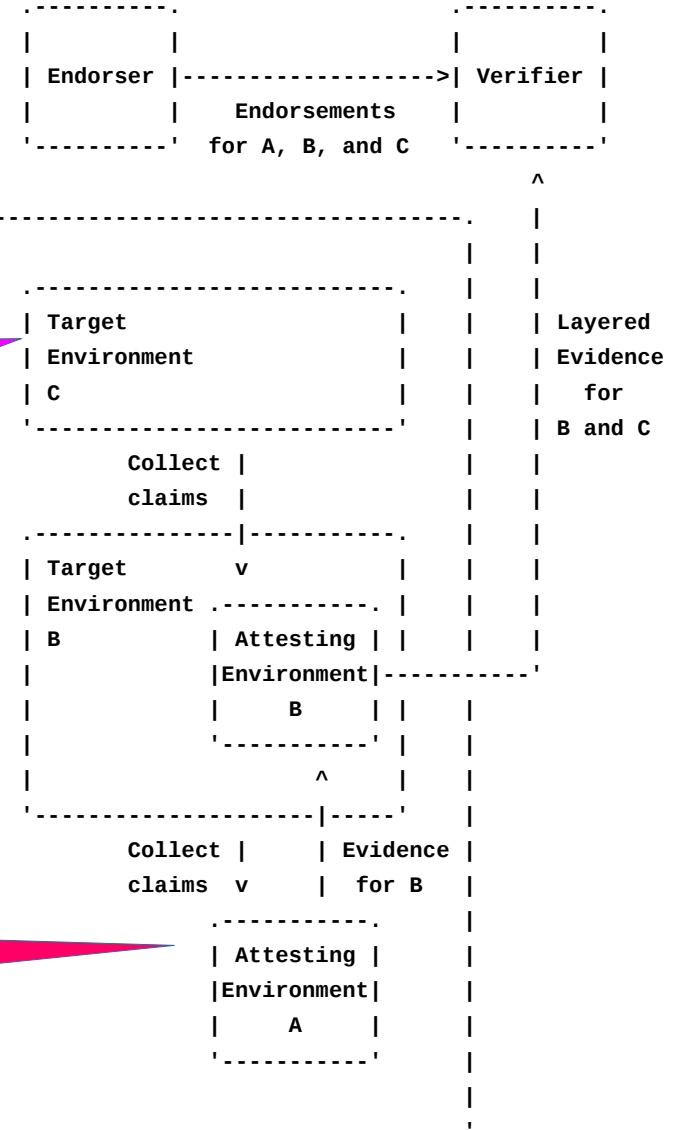 Endorser Verifier
Endorsements
for A, B, and C
Target Layered
Environment Evidence
C for
B and C
Collect
claims
Target v
Environment
B Attesting
Environment
B
^
Collect Evidence
claims v for B
Attesting
Environment
A